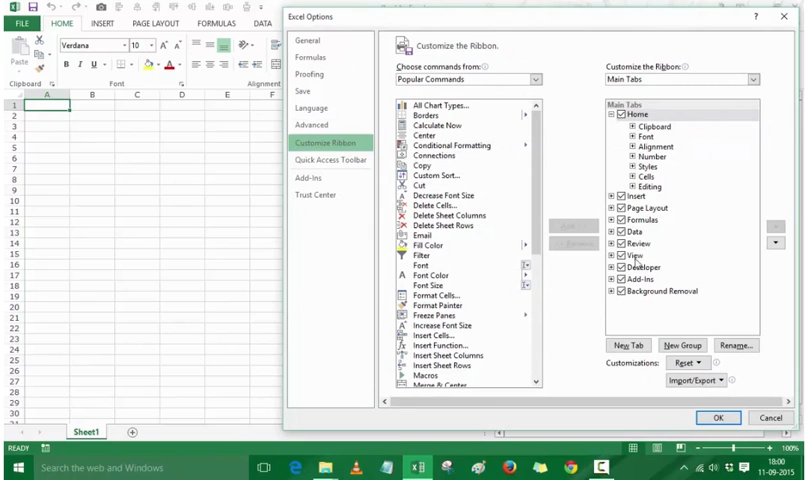 Excel Options
?
FILE HOME INSERT PAGE LAYOUT FORMULAS DATA
Paste
Verdana 10
B I U
Clipboard Font Alignment
A B C D E F
1
2
3
4
5
6
7
8
9
10
11
12
13
14
15
16
17
18
19
20
21
22
23
24
25
26
27
28
29
30
General
Formulas
Proofing
Save
Language
Advanced
Customize Ribbon
Quick Access Toolbar
Add-Ins
Trust Center
Customize the Ribbon.
Choose commands from:
Popular Commands
All Chart Types...
Borders
Calculate Now
Center
Conditional Formatting
Connections
Copy
Custom Sort...
Cut
Decrease Font Size
Delete Cells...
Delete Sheet Columns
Delete Sheet Rows
Email
Fill Color
Filter
Font
Font Color
Font Size
Format Cells...
Format Painter
Freeze Panes
Increase Font Size
Insert Cells...
Insert Function...
Insert Sheet Columns
Insert Sheet Rows
Macros
Merge & Center
Customize the Ribbon:
Main Tabs
Main Tabs
Home
Clipboard
Font
Alignment
Number
Styles
Cells
Editing
Insert
Page Layout
Formulas
Data
Review
View
Developer
Add-Ins
Background Removal
New Tab New Group Rename...
Customizations: Reset
Import/Export
OK Cancel
Sheet1
READY 100%
Search the web and Windows
18:00
11-09-2015